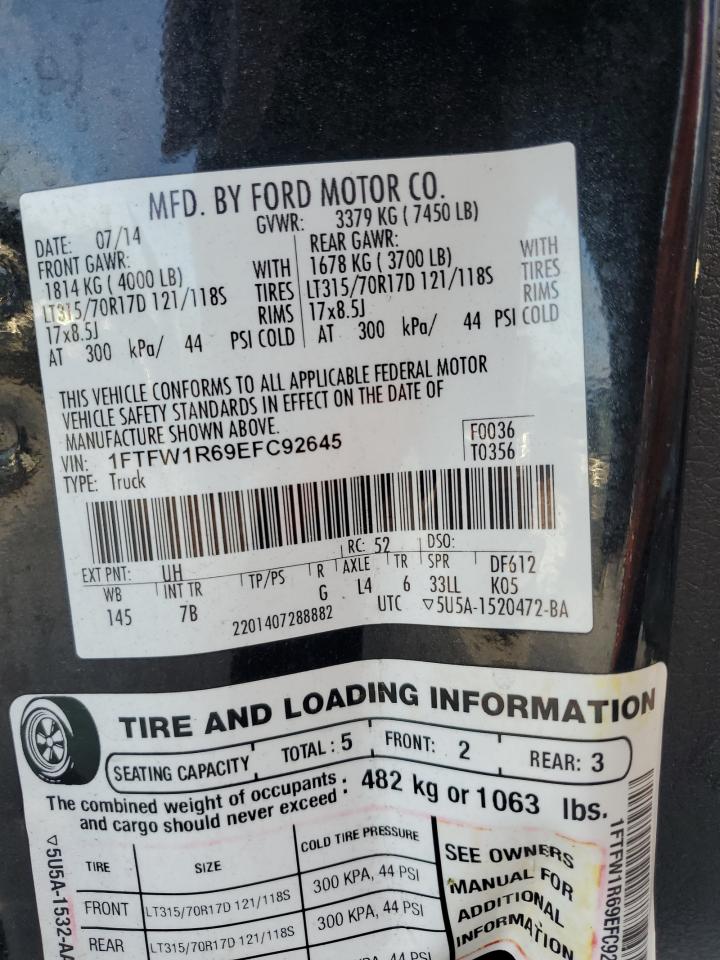 MFD. BY FORD MOTOR CO.
DATE: 07/14 GVWR: 3379 KG ( 7450 LB)
FRONT GAWR: REAR GAWR:
1814 KG ( 4000 LB) WITH 1678 KG ( 3700 LB) WITH
LT315/70R17D 121/118S TIRES LT315/70R17D 121/118S TIRES
17x8.5J RIMS 17x8.5J RIMS
AT 300 kPa/ 44 PSI COLD AT 300 kPa/ 44 PSI COLD
THIS VEHICLE CONFORMS TO ALL APPLICABLE FEDERAL MOTOR
VEHICLE SAFETY STANDARDS IN EFFECT ON THE DATE OF
MANUFACTURE SHOWN ABOVE.
VIN: 1FTFW1R69EFC92645 F0036
TYPE: Truck T0356
EXT PNT: UH RC: 52 DSO:
WB INT TR TP/PS R AXLE TR SPR DF612
145 7B G L4 6 33LL K05
2201407288882 UTC ▽5U5A-1520472-BA
TIRE AND LOADING INFORMATION
SEATING CAPACITY TOTAL : 5 FRONT: 2 REAR: 3
The combined weight of occupants : 482 kg or 1063 lbs.
and cargo should never exceed :
TIRE SIZE COLD TIRE PRESSURE
FRONT LT315/70R17D 121/118S 300 KPA, 44 PSI
REAR LT315/70R17D 121/118S 300 KPA, 44 PSI
44 PSI
SEE OWNERS
MANUAL FOR
ADDITIONAL
INFORMATION
▽5U5A-1532-AA
1FTFW1R69EFC92